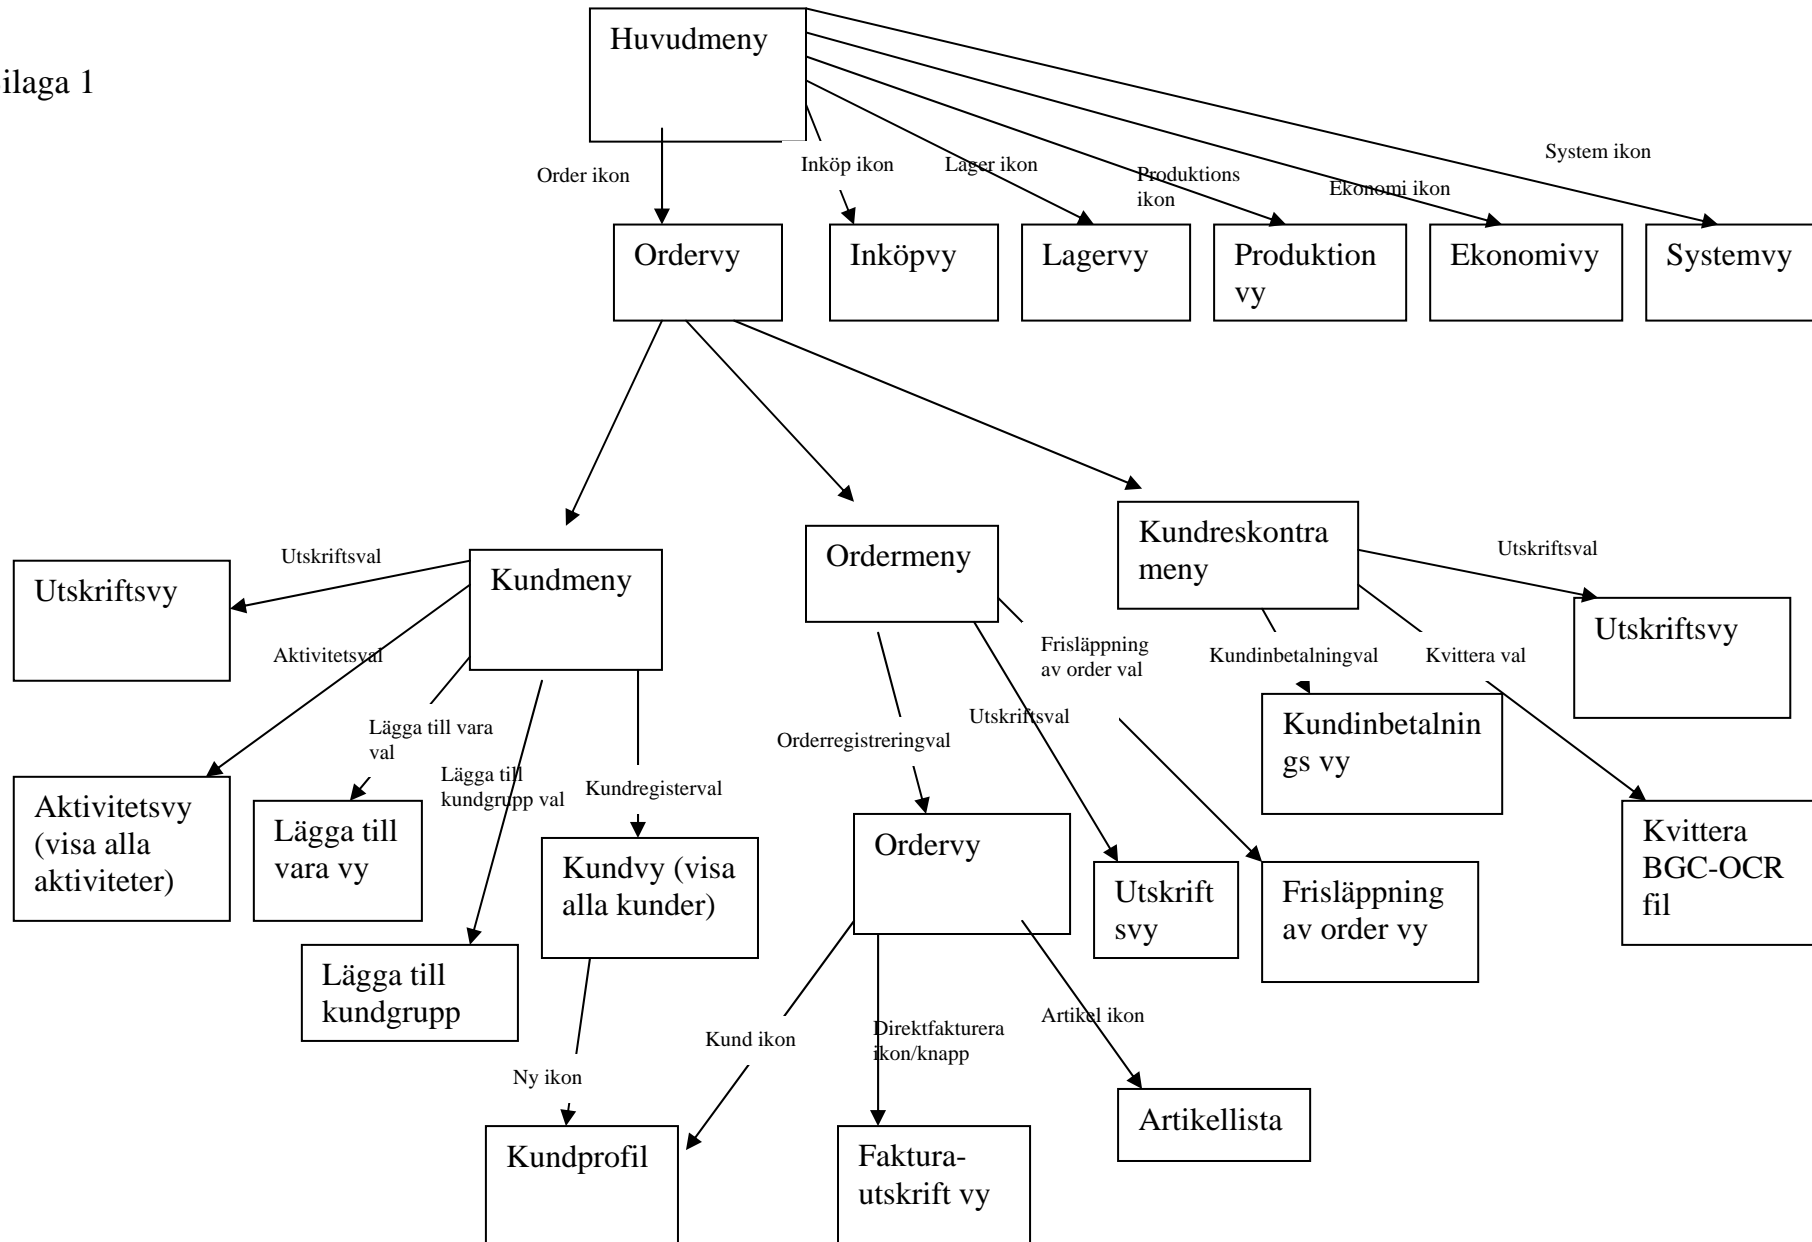 Huvudmeny
ilaga 1
Order ikon
Inköp ikon
Lager ikon
Produktions
ikon
Ekonomi ikon
System ikon
Ordervy
Inköpvy
Lagervy
Produktion
vy
Ekonomivy
Systemvy
Utskriftsvy
Utskriftsval
Kundmeny
Ordermeny
Kundreskontra
meny
Utskriftsval
Utskriftsvy
Aktivitetsval
Lägga till vara
val
Lägga till
kundgrupp val
Kundregisterval
Orderregistreringval
Utskriftsval
Frisläppning
av order val
Kundinbetalningval
Kvittera val
Kundinbetalnin
gs vy
Aktivitetsvy
(visa alla
aktiviteter)
Lägga till
vara vy
Lägga till
kundgrupp
Kundvy (visa
alla kunder)
Ordervy
Utskrift
svy
Frisläppning
av order vy
Kvittera
BGC-OCR
fil
Ny ikon
Kund ikon
Direktfakturera
ikon/knapp
Artikel ikon
Kundprofil
Faktura-
utskrift vy
Artikellista